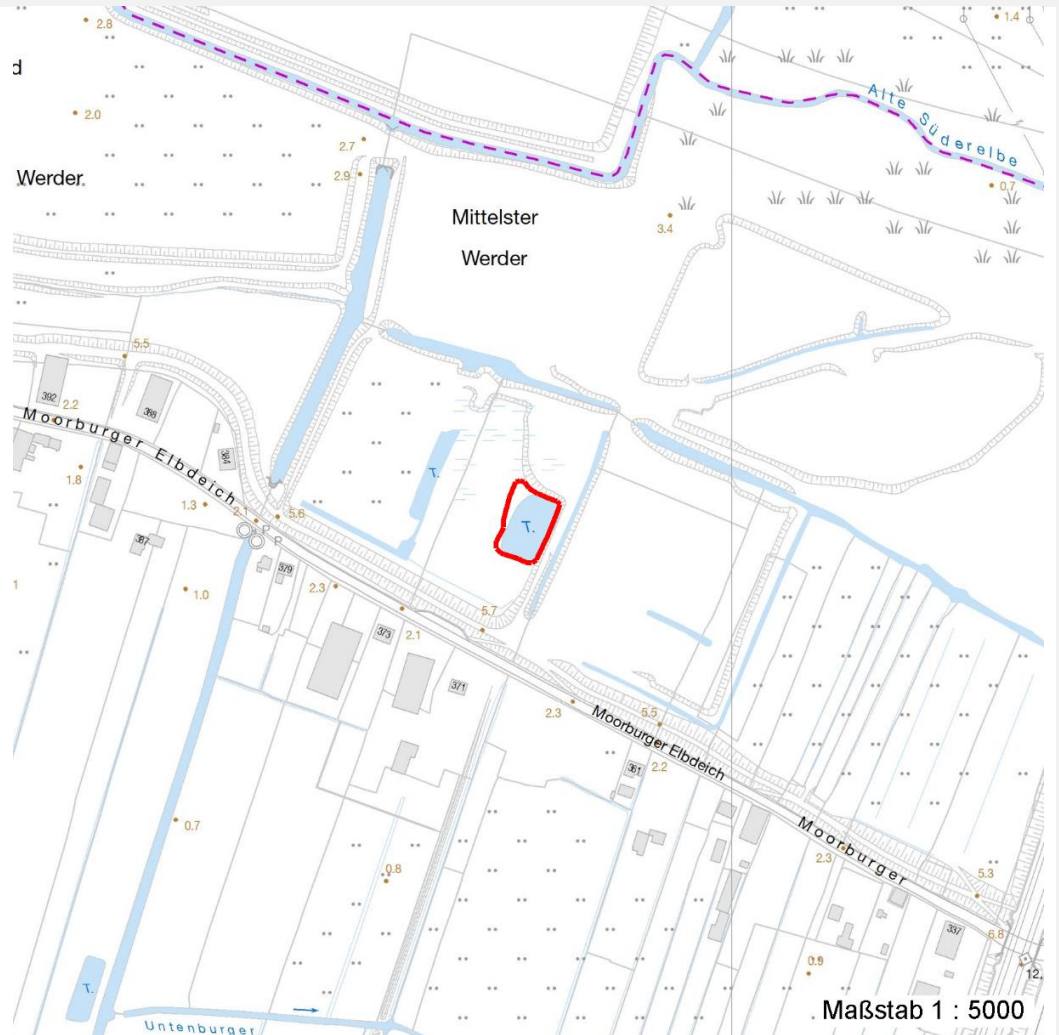 1.4
2.8
d
2.0
Alte Süderelbe
2.7
2.9
Werder
0.7
Mittelster
Werder
3.4
5.5
392
388
2.2
Moorburger Elbdeich
384
1.8
T.
1.3
2.1
5.6
P
P
T.
387
379
1
1.0
2.3
5.7
2.1
373
371
2.3
Moorburger Elbdeich
5.5
2.2
361
0.7
Moorburger
2.3
0.8
5.3
337
6.8
0.9
12,
T.
Maßstab 1 : 5000
Untenburger